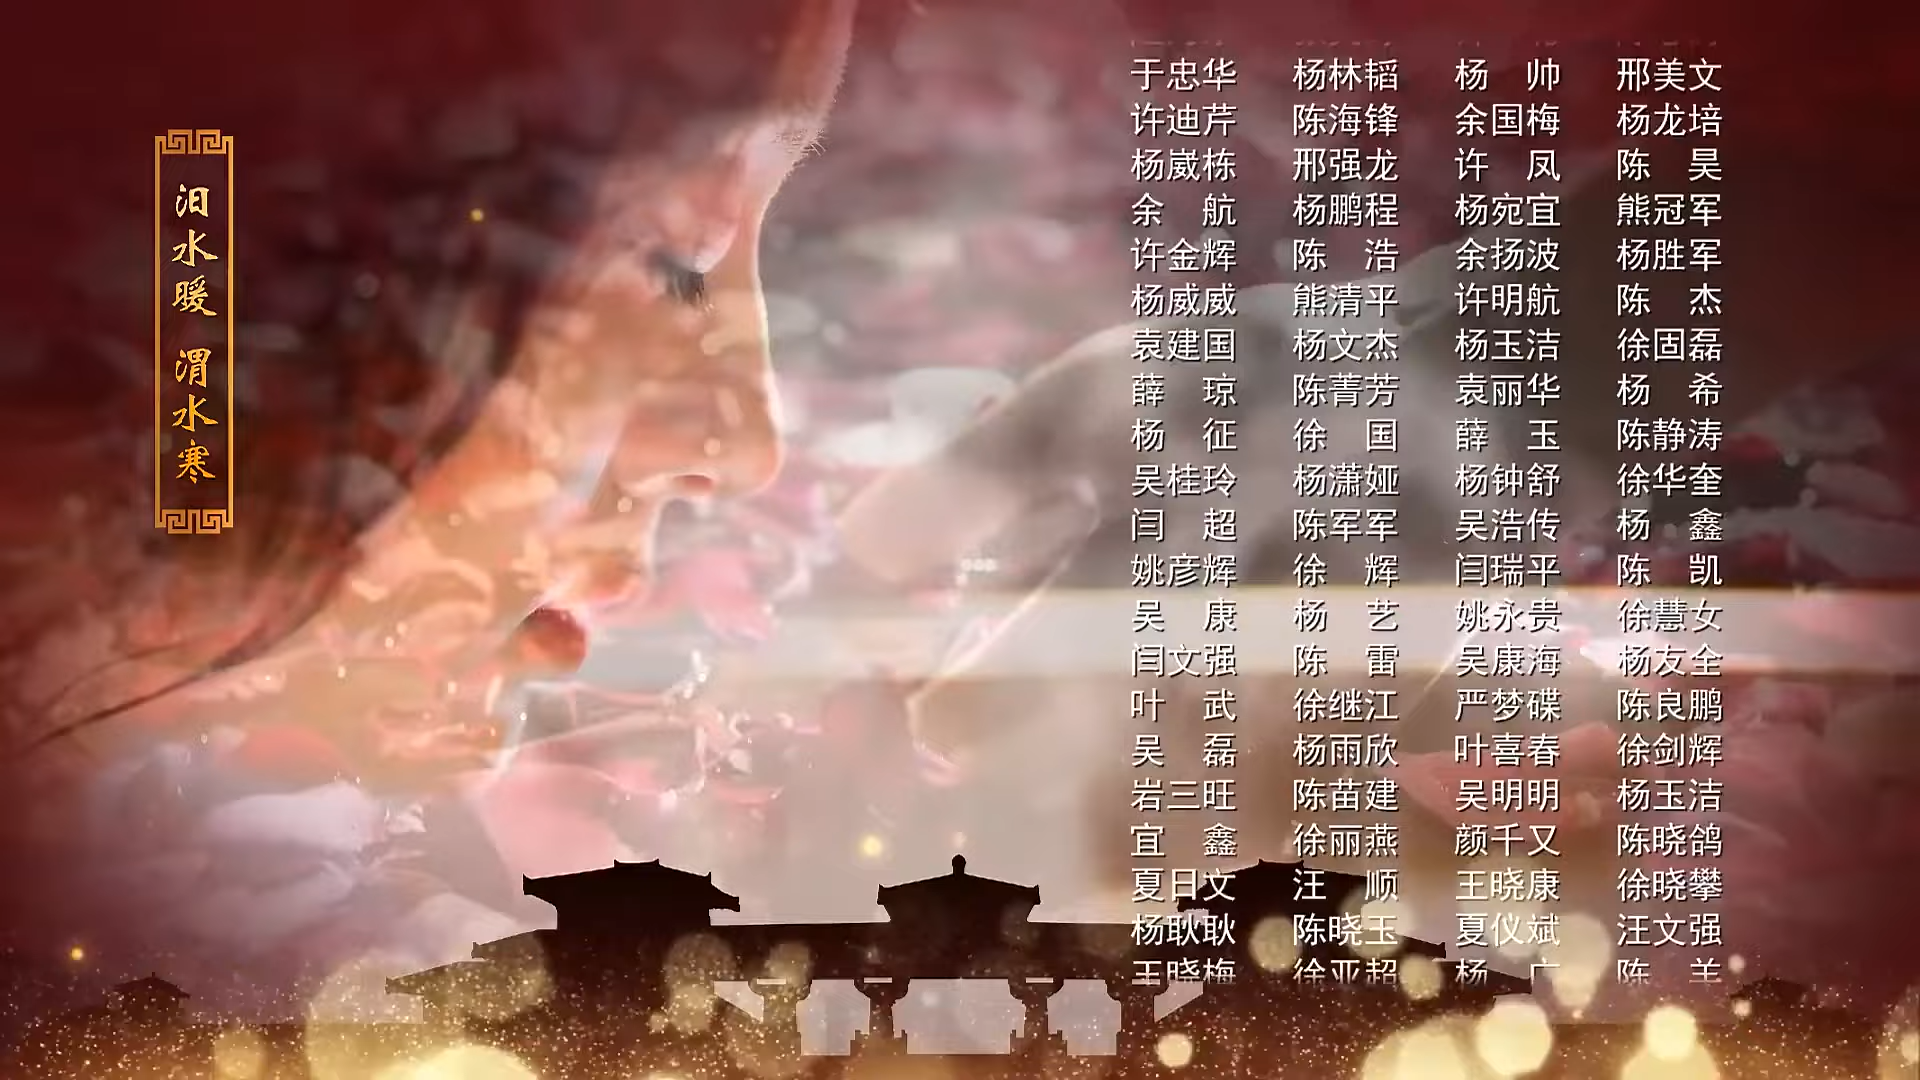 汨水暖 渭水寒
于忠华 杨林韬 杨 帅 邢美文
许迪芹 陈海锋 余国梅 杨龙培
杨崴栋 邢强龙 许 凤 陈 昊
余 航 杨鹏程 杨宛宜 熊冠军
许金辉 陈 浩 余扬波 杨胜军
杨威威 熊清平 许明航 陈 杰
袁建国 杨文杰 杨玉洁 徐固磊
薛 琼 陈菁芳 袁丽华 杨 希
杨 征 徐 国 薛 玉 陈静涛
吴桂玲 杨潇娅 杨钟舒 徐华奎
闫 超 陈军军 吴浩传 杨 鑫
姚彦辉 徐 辉 闫瑞平 陈 凯
吴 康 杨 艺 姚永贵 徐慧女
闫文强 陈 雷 吴康海 杨友全
叶 武 徐继江 严梦碟 陈良鹏
吴 磊 杨雨欣 叶喜春 徐剑辉
岩三旺 陈苗建 吴明明 杨玉洁
宜 鑫 徐丽燕 颜千又 陈晓鸽
夏日文 汪 顺 王晓康 徐晓攀
杨耿耿 陈晓玉 夏仪斌 汪文强
王晓梅 徐亚超 杨 广 陈